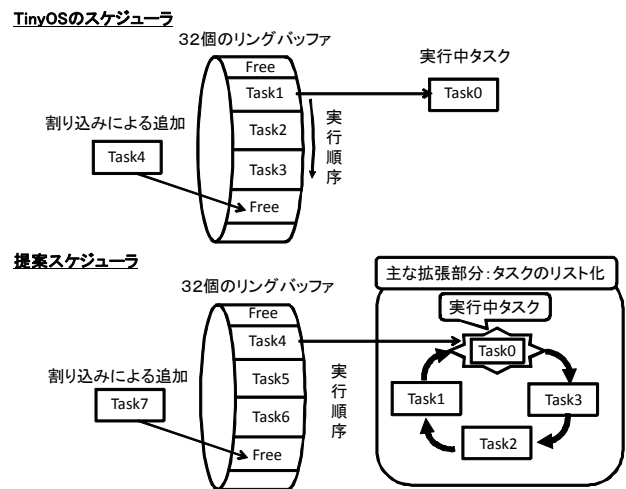 TinyOSのスケジューラ
32個のリングバッファ
実行中タスク
Free
Task1
Task0
割り込みによる追加
Task2
実行順序
Task4
Task3
Free
提案スケジューラ
主な拡張部分:タスクのリスト化
32個のリングバッファ
実行中タスク
Free
Task4
Task0
割り込みによる追加
Task5
実行順序
Task1
Task3
Task7
Task6
Task2
Free